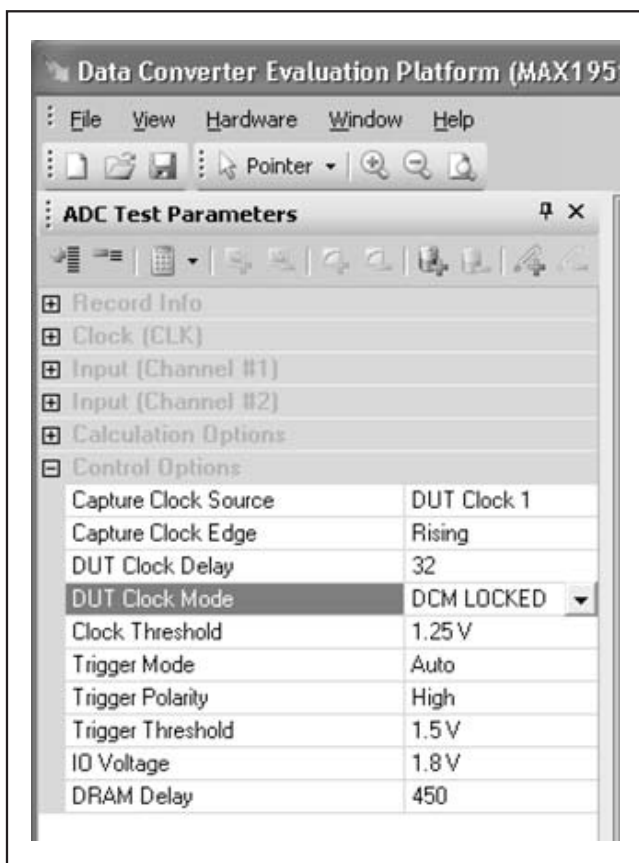 Data Converter Evaluation Platform (MAX195
File View Hardware Window Help
Pointer
ADC Test Parameters
Record Info
Clock (CLK)
Input (Channel #1)
Input (Channel #2)
Calculation Options
Control Options
Capture Clock Source DUT Clock 1
Capture Clock Edge Rising
DUT Clock Delay 32
DUT Clock Mode DCM LOCKED
Clock Threshold 1.25 V
Trigger Mode Auto
Trigger Polarity High
Trigger Threshold 1.5 V
IO Voltage 1.8 V
DRAM Delay 450